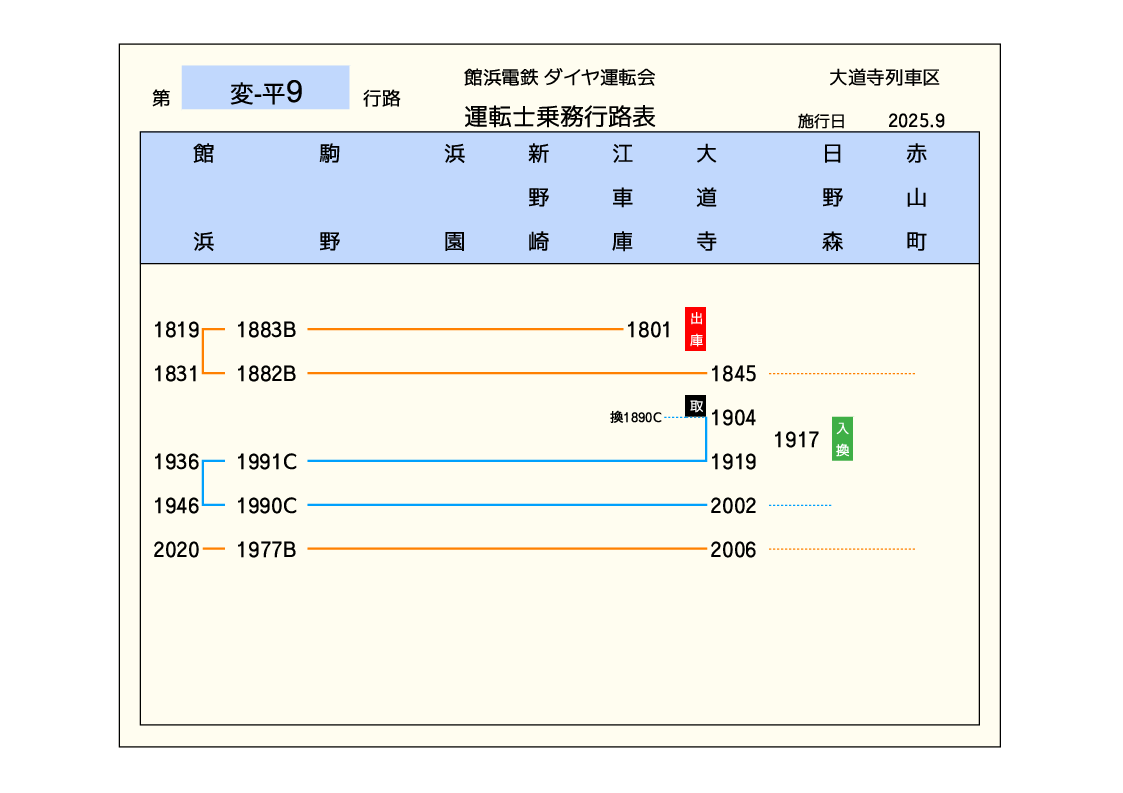 館浜電鉄 ダイヤ運転会
大道寺列車区
第 変-平9 行路
運転士乗務行路表
施行日 2025.9
館浜 駒野 浜園 新野崎 江車庫 大道寺 日野森 赤山町
1819 1883B 1801 出庫
1831 1882B 1845
換1890C 取 1904
1917 入換
1936 1991C 1919
1946 1990C 2002
2020 1977B 2006